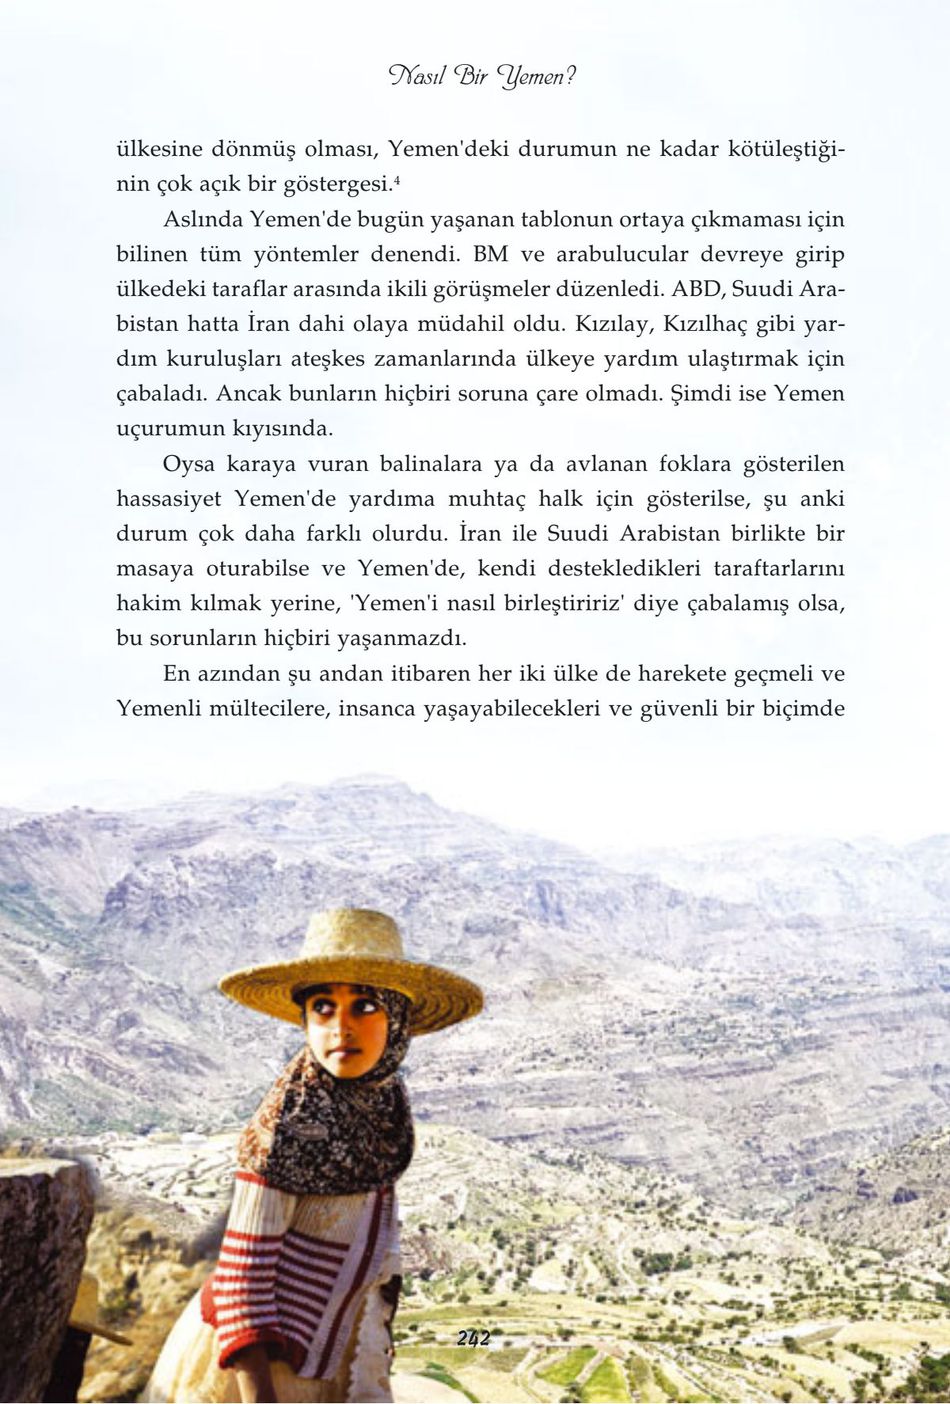 Nasıl Bir Yemen?
ülkesine dönmüş olması, Yemen'deki durumun ne kadar kötüleştiği-
nin çok açık bir göstergesi.4
Aslında Yemen'de bugün yaşanan tablonun ortaya çıkmaması için
bilinen tüm yöntemler denendi. BM ve arabulucular devreye girip
ülkedeki taraflar arasında ikili görüşmeler düzenledi. ABD, Suudi Ara-
bistan hatta İran dahi olaya müdahil oldu. Kızılay, Kızılhaç gibi yar-
dım kuruluşları ateşkes zamanlarında ülkeye yardım ulaştırmak için
çabaladı. Ancak bunların hiçbiri soruna çare olmadı. Şimdi ise Yemen
uçurumun kıyısında.
Oysa karaya vuran balinalara ya da avlanan foklara gösterilen
hassasiyet Yemen'de yardıma muhtaç halk için gösterilse, şu anki
durum çok daha farklı olurdu. İran ile Suudi Arabistan birlikte bir
masaya oturabilse ve Yemen'de, kendi destekledikleri taraftarlarını
hakim kılmak yerine, 'Yemen'i nasıl birleştiririz' diye çabalamış olsa,
bu sorunların hiçbiri yaşanmazdı.
En azından şu andan itibaren her iki ülke de harekete geçmeli ve
Yemenli mültecilere, insanca yaşayabilecekleri ve güvenli bir biçimde
242